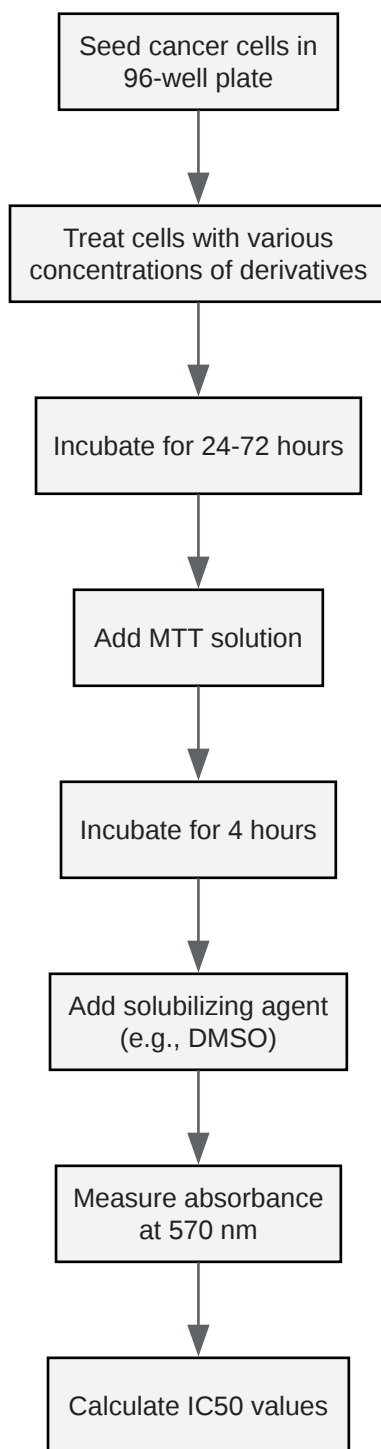 Seed cancer cells in
96-well plate
Treat cells with various
concentrations of derivatives
Incubate for 24-72 hours
Add MTT solution
Incubate for 4 hours
Add solubilizing agent
(e.g., DMSO)
Measure absorbance
at 570 nm
Calculate IC50 values